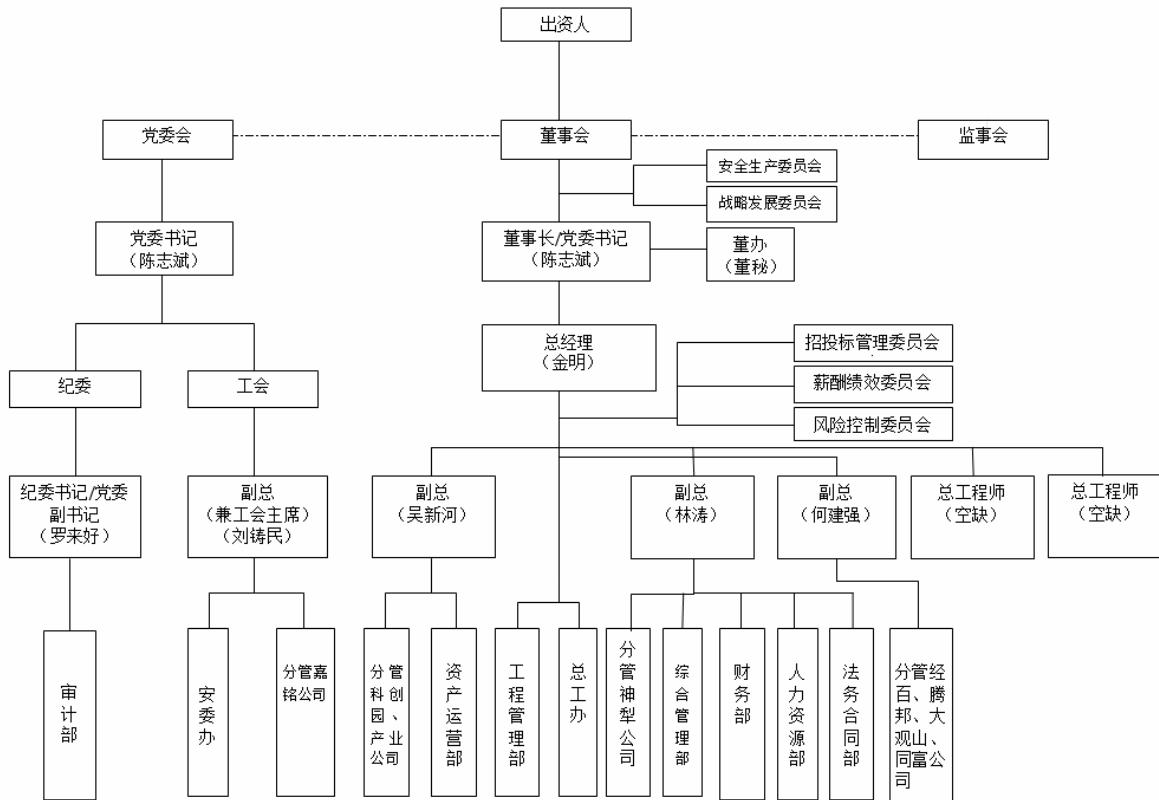 出资人
党委会
董事会
监事会
安全生产委员会
战略发展委员会
党委书记
（陈志斌）
董事长/党委书记
（陈志斌）
董办
（董秘）
总经理
（金明）
招投标管理委员会
薪酬绩效委员会
风险控制委员会
纪委
工会
纪委书记/党委
副书记
（罗来好）
副总
（兼工会主席）
（刘铸民）
副总
（吴新河）
副总
（林涛）
副总
（何建强）
总工程师
（空缺）
总工程师
（空缺）
审计部
安委办
分管嘉
铭公司
分管
科创
园、
产业
公司
资产运营部
工程管理部
总工办
分管神犁公司
综合管理部
财务部
人力资源部
法务合同部
分管经
百、腾
邦、大
观山、
同富公
司